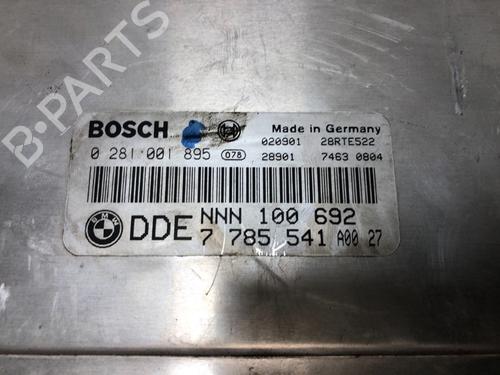 B-PARTS
BOSCH
Made in Germany
020901 28RTE522
0 281 001 895 078
28901 7463 0804
BMW
DDE NNN 100 692
7 785 541 A00 27